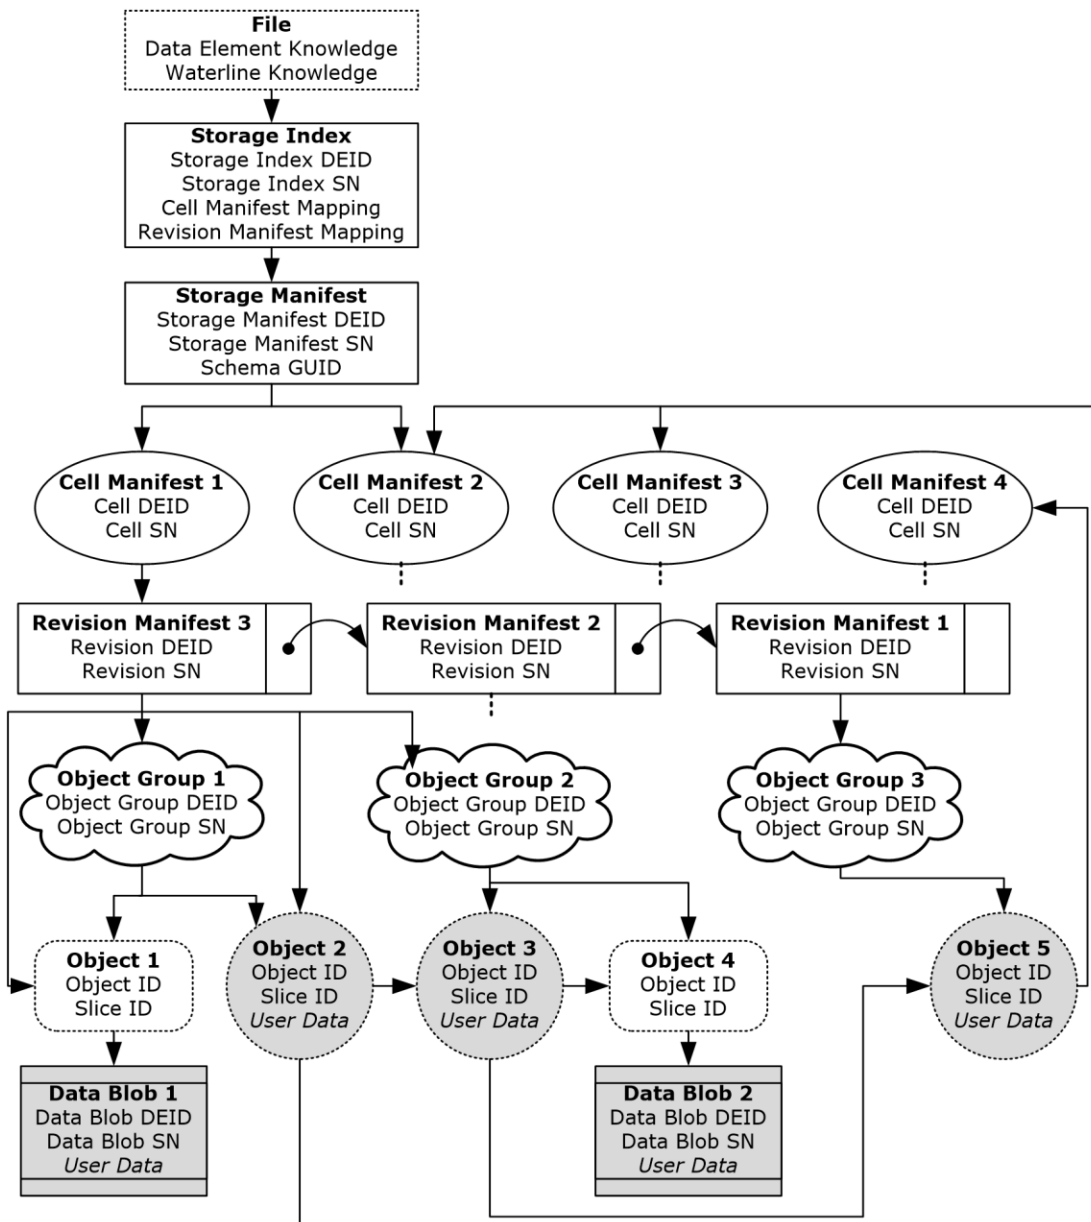 File
Data Element Knowledge
Waterline Knowledge
Storage Index
Storage Index DEID
Storage Index SN
Cell Manifest Mapping
Revision Manifest Mapping
Storage Manifest
Storage Manifest DEID
Storage Manifest SN
Schema GUID
Cell Manifest 1
Cell DEID
Cell SN
Cell Manifest 2
Cell DEID
Cell SN
Cell Manifest 3
Cell DEID
Cell SN
Cell Manifest 4
Cell DEID
Cell SN
Revision Manifest 3
Revision DEID
Revision SN
Revision Manifest 2
Revision DEID
Revision SN
Revision Manifest 1
Revision DEID
Revision SN
Object Group 1
Object Group DEID
Object Group SN
Object Group 2
Object Group DEID
Object Group SN
Object Group 3
Object Group DEID
Object Group SN
Object 1
Object ID
Slice ID
Object 2
Object ID
Slice ID
User Data
Object 3
Object ID
Slice ID
User Data
Object 4
Object ID
Slice ID
Object 5
Object ID
Slice ID
User Data
Data Blob 1
Data Blob DEID
Data Blob SN
User Data
Data Blob 2
Data Blob DEID
Data Blob SN
User Data